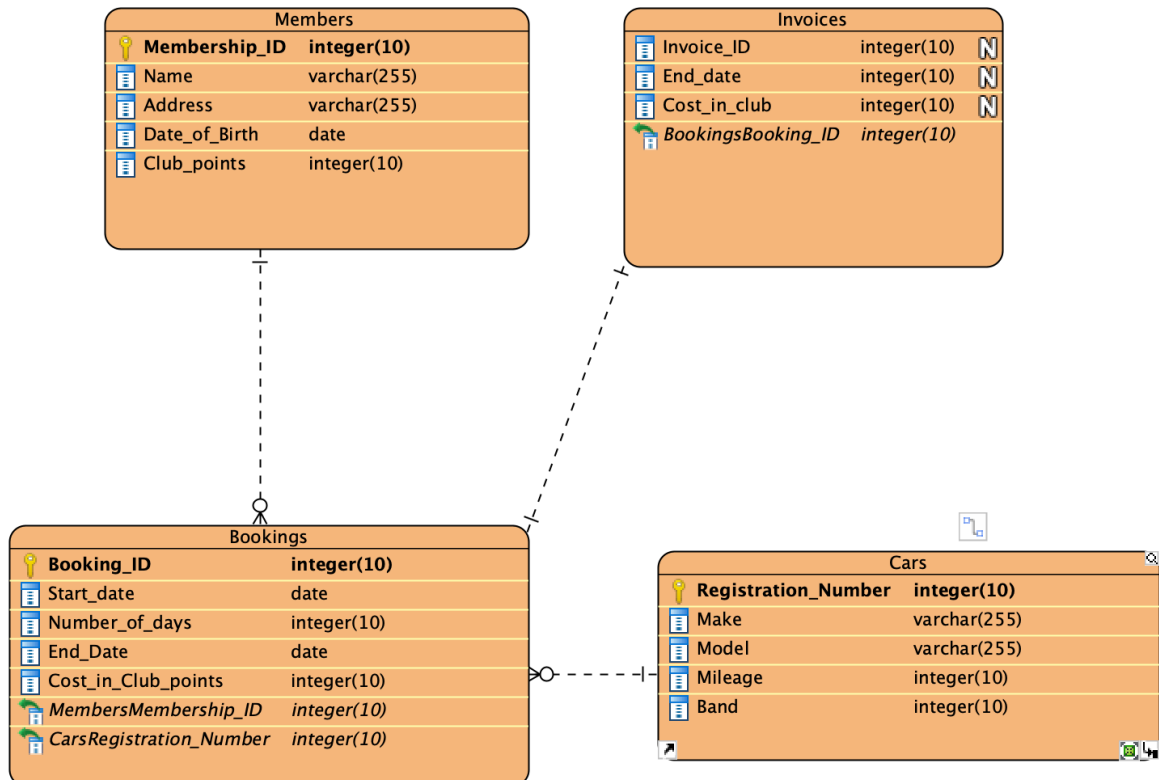 Members
Membership_ID integer(10)
Name varchar(255)
Address varchar(255)
Date_of_Birth date
Club_points integer(10)
Invoices
Invoice_ID integer(10) N
End_date integer(10) N
Cost_in_club integer(10) N
BookingsBooking_ID integer(10)
Bookings
Booking_ID integer(10)
Start_date date
Number_of_days integer(10)
End_Date date
Cost_in_Club_points integer(10)
MembersMembership_ID integer(10)
CarsRegistration_Number integer(10)
Cars
Registration_Number integer(10)
Make varchar(255)
Model varchar(255)
Mileage integer(10)
Band integer(10)